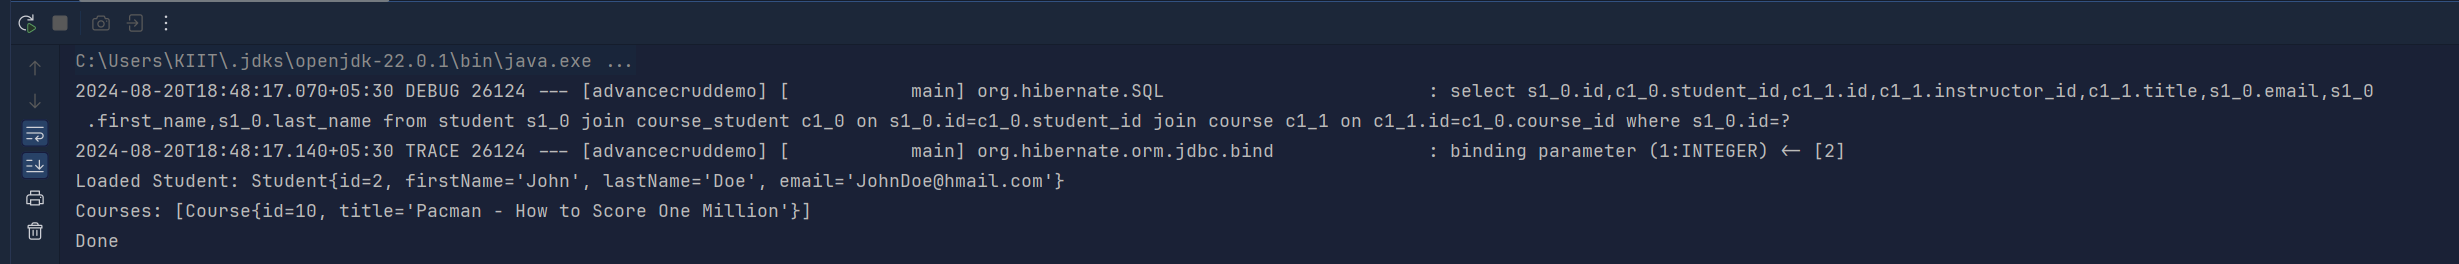 C:\Users\KIIT\.jdks\openjdk-22.0.1\bin\java.exe ...
2024-08-20T18:48:17.070+05:30 DEBUG 26124 --- [advancecruddemo] [           main] org.hibernate.SQL                        : select s1_0.id,c1_0.student_id,c1_1.id,c1_1.instructor_id,c1_1.title,s1_0.email,s1_0
.first_name,s1_0.last_name from student s1_0 join course_student c1_0 on s1_0.id=c1_0.student_id join course c1_1 on c1_1.id=c1_0.course_id where s1_0.id=?
2024-08-20T18:48:17.140+05:30 TRACE 26124 --- [advancecruddemo] [           main] org.hibernate.orm.jdbc.bind              : binding parameter (1:INTEGER) <- [2]
Loaded Student: Student{id=2, firstName='John', lastName='Doe', email='JohnDoe@hmail.com'}
Courses: [Course{id=10, title='Pacman - How to Score One Million'}]
Done